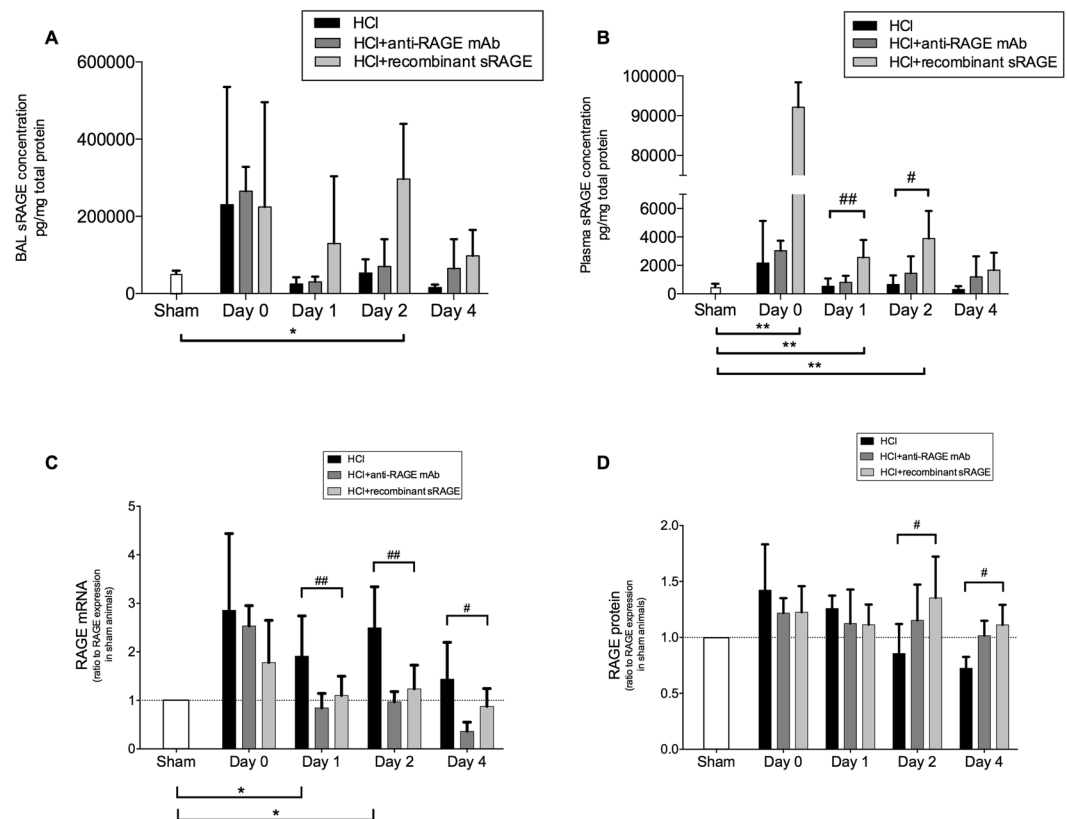 A
HCl
HCl+anti-RAGE mAb
HCl+recombinant sRAGE
BAL sRAGE concentration
pg/mg total protein
600000
400000
200000
0
Sham
Day 0
Day 1
Day 2
Day 4
*
B
HCl
HCl+anti-RAGE mAb
HCl+recombinant sRAGE
Plasma sRAGE concentration
pg/mg total protein
100000
90000
80000
6000
4000
2000
0
##
#
Sham
Day 0
Day 1
Day 2
Day 4
**
**
**
C
HCl
HCl+anti-RAGE mAb
HCl+recombinant sRAGE
RAGE mRNA
(ratio to RAGE expression
in sham animals)
5
4
3
2
1
0
##
##
#
Sham
Day 0
Day 1
Day 2
Day 4
*
*
D
HCl
HCl+anti-RAGE mAb
HCl+recombinant sRAGE
RAGE protein
(ratio to RAGE expression
in sham animals)
2.0
1.5
1.0
0.5
0.0
#
#
Sham
Day 0
Day 1
Day 2
Day 4